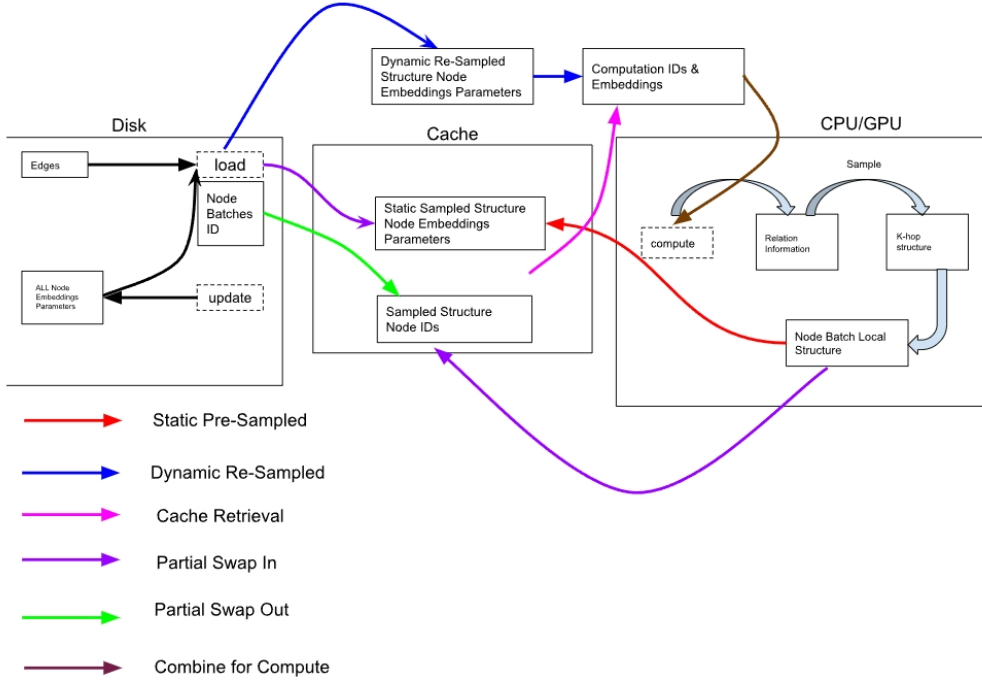 Dynamic Re-Sampled
Structure Node
Embeddings Parameters
Computation IDs &
Embeddings
Disk
Edges
load
Node
Batches
ID
ALL Node
Embeddings
Parameters
update
Cache
Static Sampled Structure
Node Embeddings
Parameters
Sampled Structure
Node IDs
CPU/GPU
Sample
compute
Relation
Information
K-hop
structure
Node Batch Local
Structure
Static Pre-Sampled
Dynamic Re-Sampled
Cache Retrieval
Partial Swap In
Partial Swap Out
Combine for Compute